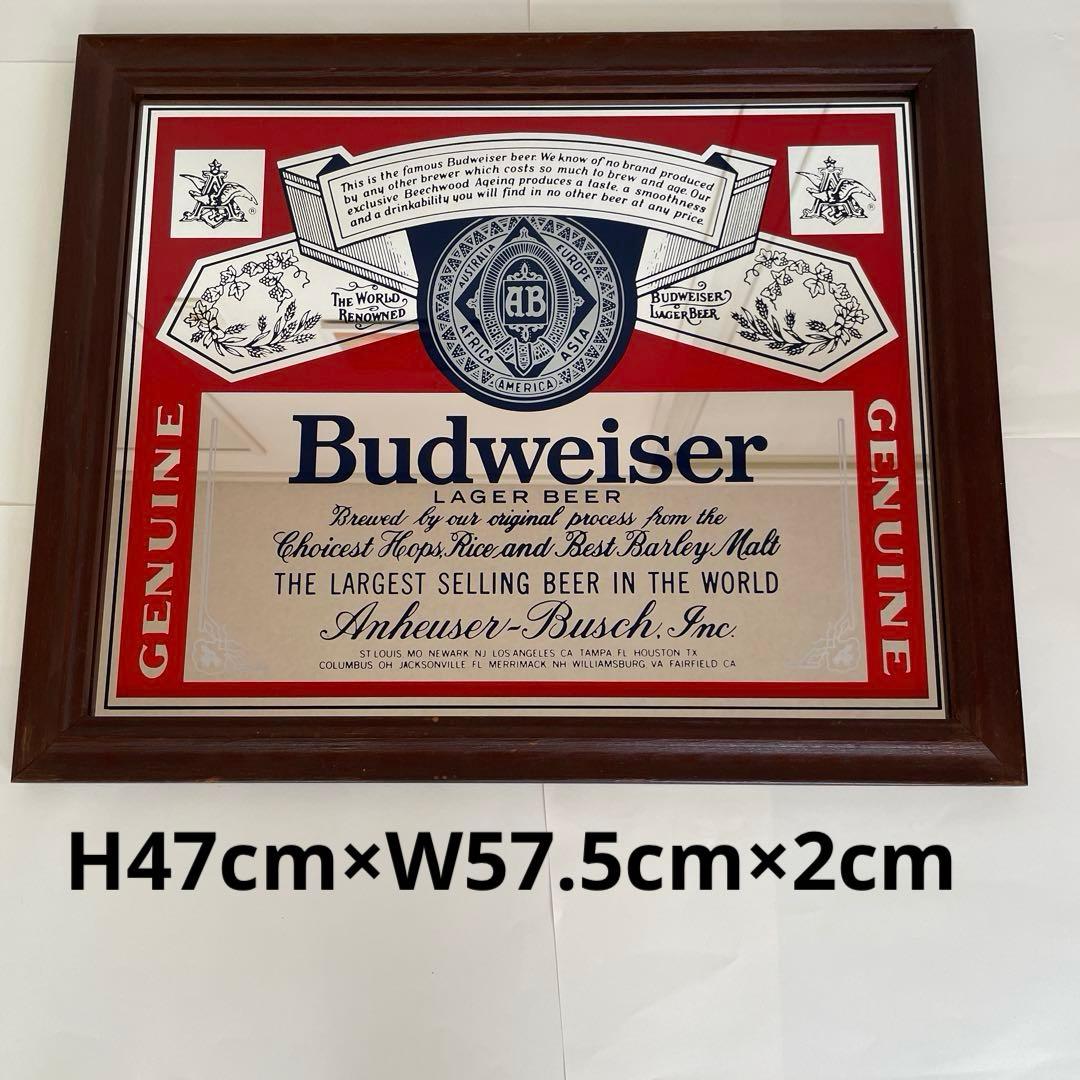 This is the famous Budweiser beer. We know of no brand produced
by any other brewer which costs so much to brew and age. Our
exclusive Beechwood Ageing produces a taste, a smoothness
and a drinkability you will find in no other beer at any price.
A
®
A
®
THE WORLD
RENOWNED
AUSTRALIA
EUROPE
AB
AFRICA
ASIA
AMERICA
BUDWEISER
LAGER BEER
GENUINE
Budweiser
LAGER BEER
Brewed by our original process from the
Choicest Hops, Rice and Best Barley Malt
THE LARGEST SELLING BEER IN THE WORLD
Anheuser-Busch, Inc.
ST LOUIS, MO NEWARK NJ LOS ANGELES CA TAMPA FL HOUSTON TX
COLUMBUS OH JACKSONVILLE FL MERRIMACK NH WILLIAMSBURG VA FAIRFIELD CA
GENUINE
H47cm×W57.5cm×2cm